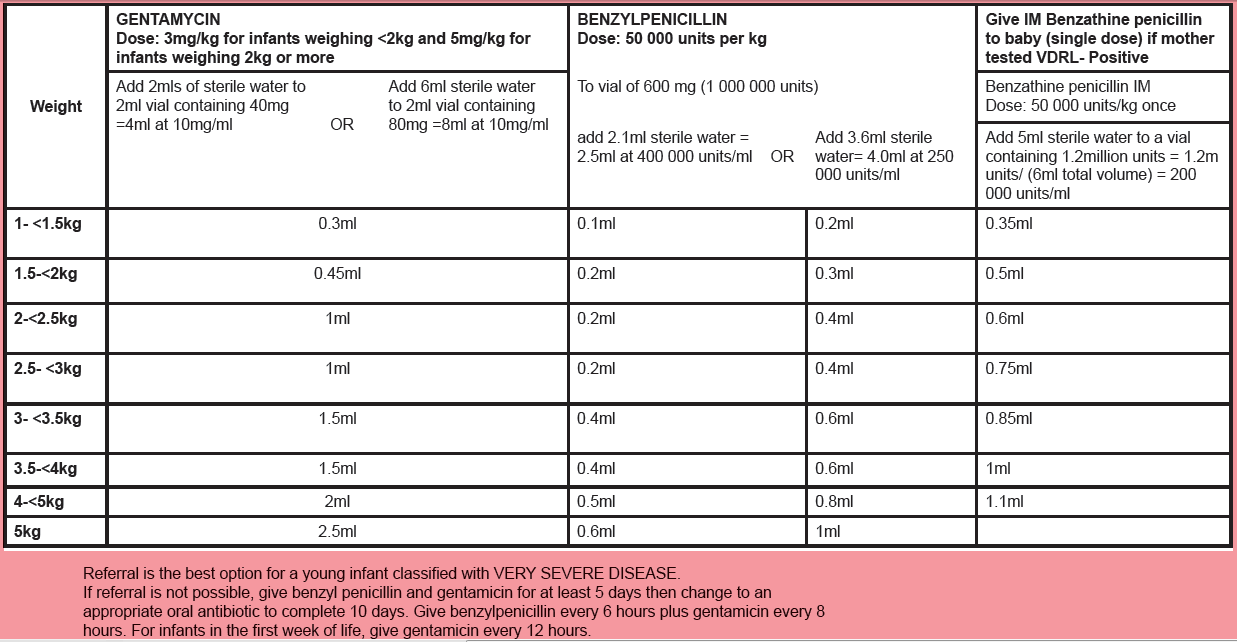 Weight
GENTAMYCIN
Dose: 3mg/kg for infants weighing <2kg and 5mg/kg for
infants weighing 2kg or more
BENZYLPENICILLIN
Dose: 50 000 units per kg
Give IM Benzathine penicillin
to baby (single dose) if mother
tested VDRL- Positive
Add 2mls of sterile water to
2ml vial containing 40mg
=4ml at 10mg/ml
OR
Add 6ml sterile water
to 2ml vial containing
80mg =8ml at 10mg/ml
To vial of 600 mg (1 000 000 units)
add 2.1ml sterile water =
2.5ml at 400 000 units/ml
OR
Add 3.6ml sterile
water= 4.0ml at 250
000 units/ml
Benzathine penicillin IM
Dose: 50 000 units/kg once
Add 5ml sterile water to a vial
containing 1.2million units = 1.2m
units/ (6ml total volume) = 200
000 units/ml
1- <1.5kg 0.3ml 0.1ml 0.2ml 0.35ml
1.5-<2kg 0.45ml 0.2ml 0.3ml 0.5ml
2-<2.5kg 1ml 0.2ml 0.4ml 0.6ml
2.5- <3kg 1ml 0.2ml 0.4ml 0.75ml
3- <3.5kg 1.5ml 0.4ml 0.6ml 0.85ml
3.5-<4kg 1.5ml 0.4ml 0.6ml 1ml
4-<5kg 2ml 0.5ml 0.8ml 1.1ml
5kg 2.5ml 0.6ml 1ml
Referral is the best option for a young infant classified with VERY SEVERE DISEASE.
If referral is not possible, give benzyl penicillin and gentamicin for at least 5 days then change to an
appropriate oral antibiotic to complete 10 days. Give benzylpenicillin every 6 hours plus gentamicin every 8
hours. For infants in the first week of life, give gentamicin every 12 hours.